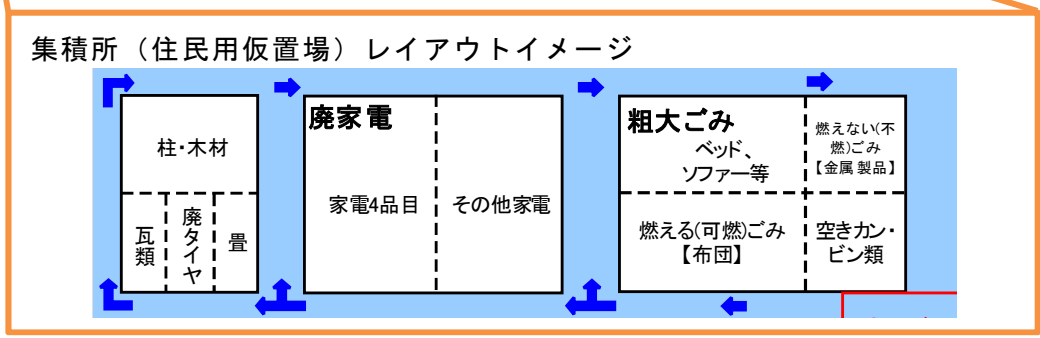 集積所（住民用仮置場）レイアウトイメージ
柱・木材
瓦類
廃タイヤ
畳
廃家電
家電4品目
その他家電
粗大ごみ
ベッド、
ソファー等
燃えない(不
燃)ごみ
【金属製品】
燃える(可燃)ごみ
【布団】
空きカン・
ビン類